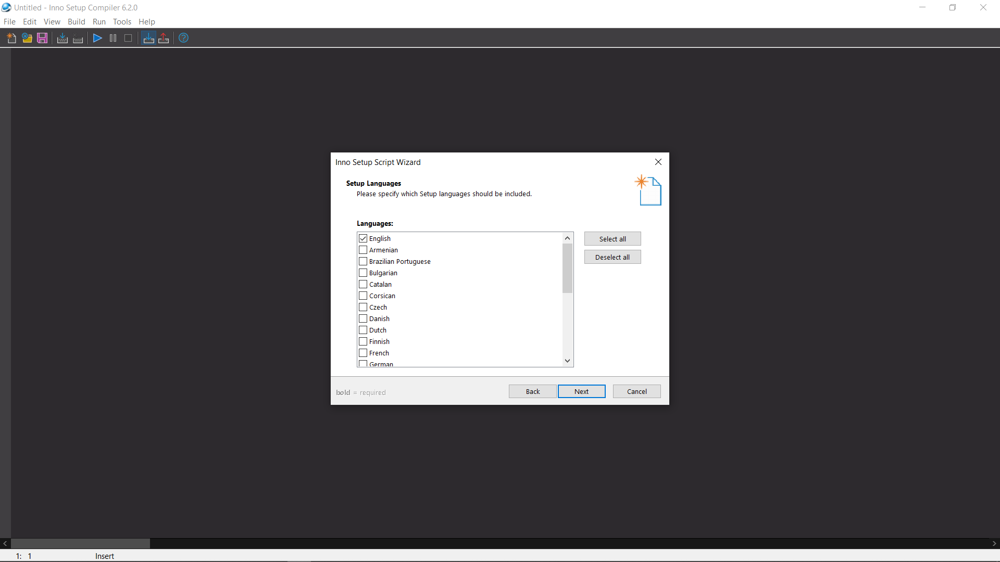 Untitled - Inno Setup Compiler 6.2.0
File Edit View Build Run Tools Help
Inno Setup Script Wizard
Setup Languages
Please specify which Setup languages should be included.
Languages:
English
Select all
Armenian
Deselect all
Brazilian Portuguese
Bulgarian
Catalan
Corsican
Czech
Danish
Dutch
Finnish
French
German
bold = required
Back
Next
Cancel
1: 1
Insert